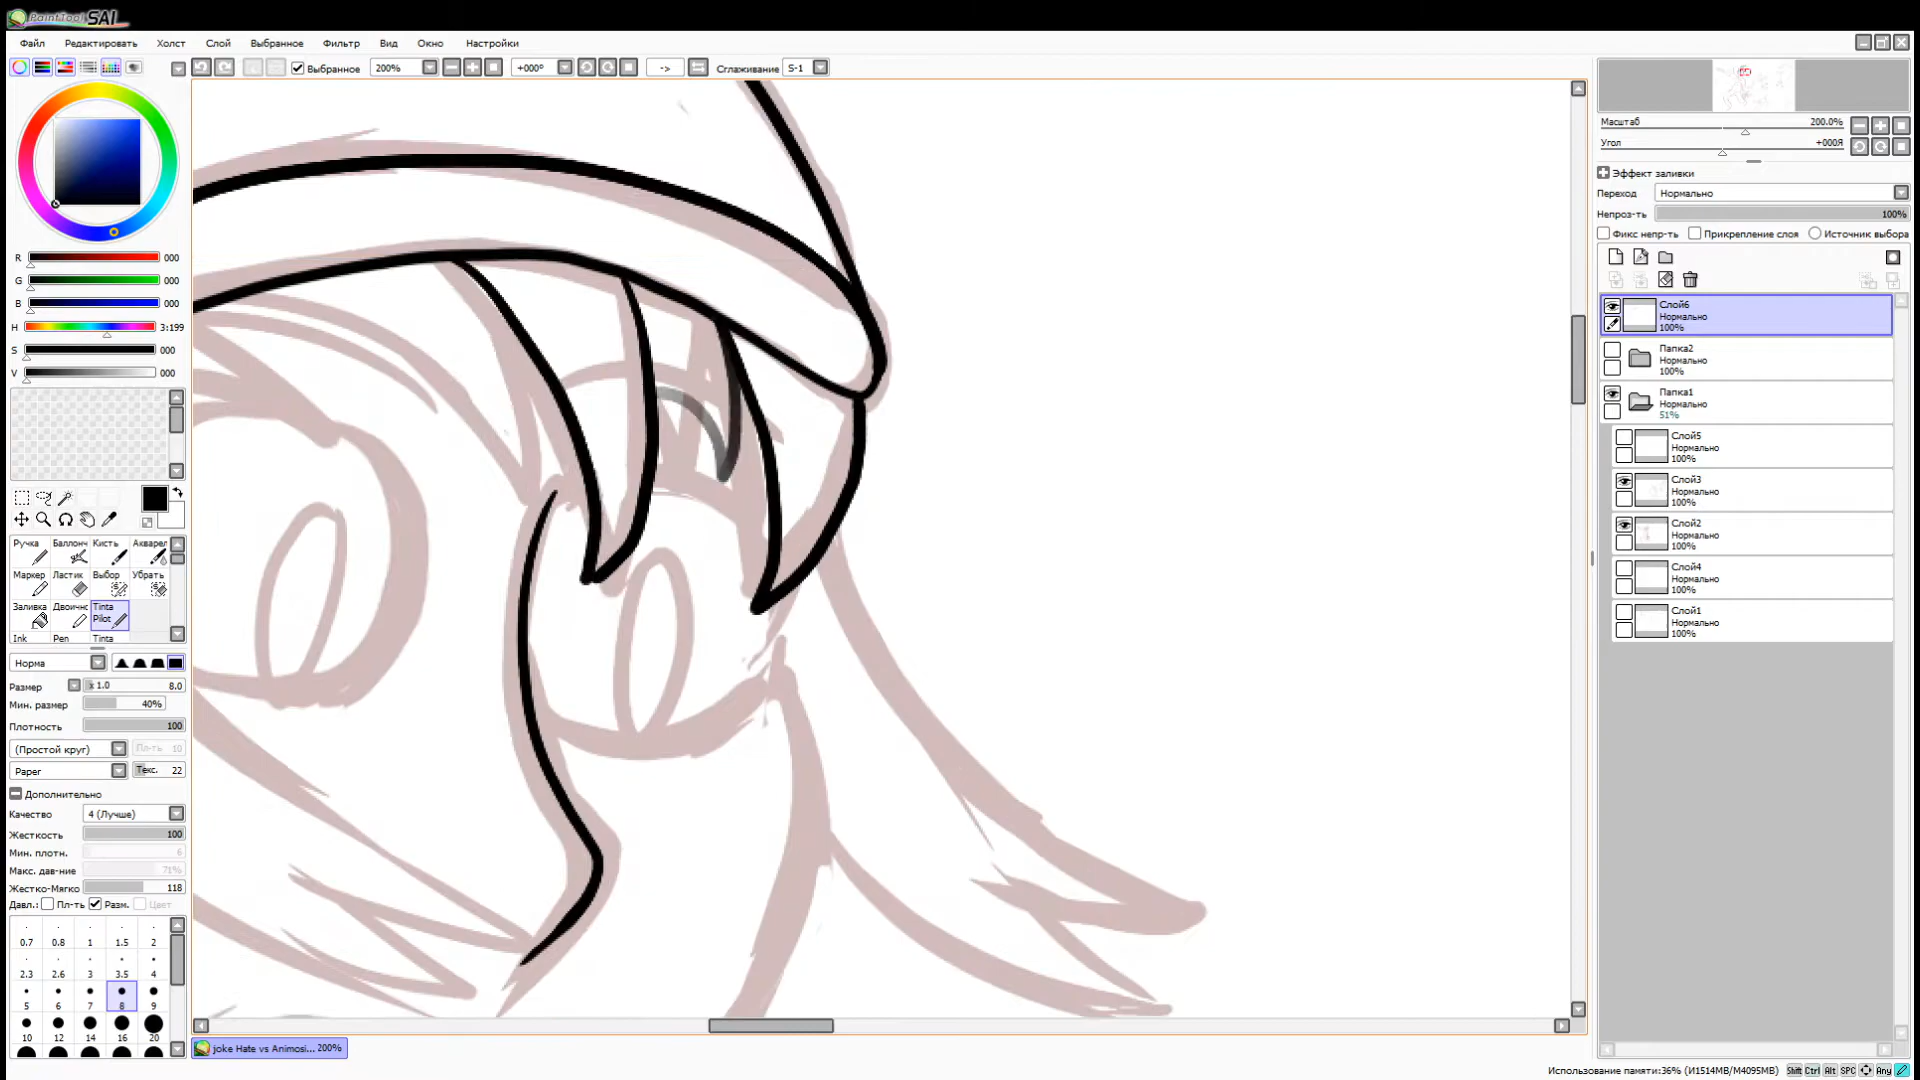 PaintTool SAI
Файл Редактировать Холст Слой Выбранное Фильтр Вид Окно Настройки
Выбранное 200% +000° -> Сглаживание S-1
Масштаб 200.0%
Угол +000Я
Эффект заливки
Переход Нормально
Непроз-ть 100%
Фикс непр-ть Прикрепление слоя Источник выбора
R 000
G 000
B 000
H 3:199
S 000
V 000
Слой6
Нормально
100%
Папка2
Нормально
100%
Папка1
Нормально
51%
Слой5
Нормально
100%
Слой3
Нормально
100%
Слой2
Нормально
100%
Слой4
Нормально
100%
Слой1
Нормально
100%
Ручка Баллонч Кисть Акварел
Маркер Ластик Выбор Убрать
Заливка Двоичнс Tinta Pilot
Ink Pen Tinta
Норма
Размер x 1.0 8.0
Мин. размер 40%
Плотность 100
(Простой круг) Пл-ть 10
Paper Текс. 22
Дополнительно
Качество 4 (Лучше)
Жесткость 100
Мин. плотн. 6
Макс. дав-ние 71%
Жестко-Мягко 118
Давл.: Пл-ть Разм. Цвет
0.7 0.8 1 1.5 2
2.3 2.6 3 3.5 4
5 6 7 8 9
10 12 14 16 20
joke Hate vs Animosi... 200%
Использование памяти:36% (И1514MB/M4095MB) Shift Ctrl Alt SPC Any